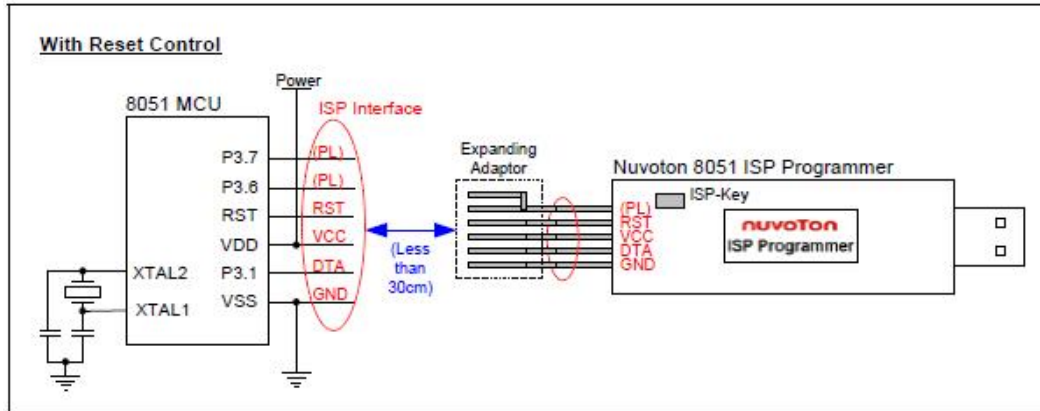 With Reset Control
Power
8051 MCU
ISP Interface
P3.7
(PL)
P3.6
(PL)
RST
RST
VDD
VCC
XTAL2
P3.1
DTA
XTAL1
VSS
GND
(Less
than
30cm)
Expanding
Adaptor
Nuvoton 8051 ISP Programmer
ISP-Key
(PL)
RST
VCC
DTA
GND
nuvoTon
ISP Programmer